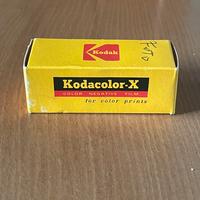 Kodak
Kodacolor-X
COLOR NEGATIVE FILM
for color prints